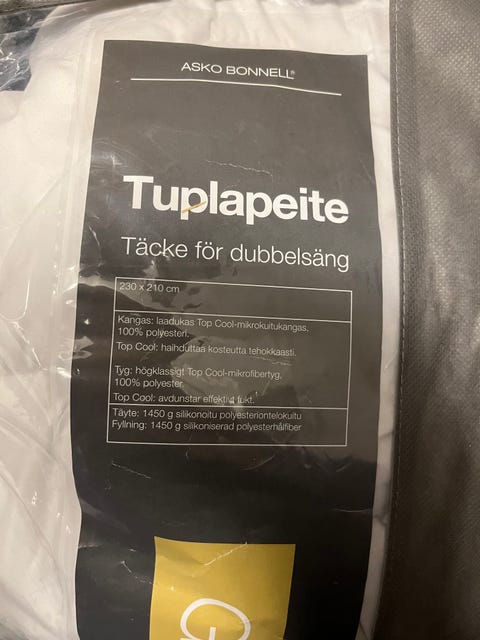 ASKO BONNELL®
Tuplapeite
Täcke för dubbelsäng
230 x 210 cm
Kangas: laadukas Top Cool-mikrokuitukangas,
100% polyesteri.
Top Cool: haihduttaa kosteutta tehokkaasti.
Tyg: högklassigt Top Cool-mikrofibertyg,
100% polyester.
Top Cool: avdunstar effektivt fukt.
Täyte: 1450 g silikonoitu polyesteriontelokuitu
Fyllning: 1450 g silikoniserad polyesterhålfiber